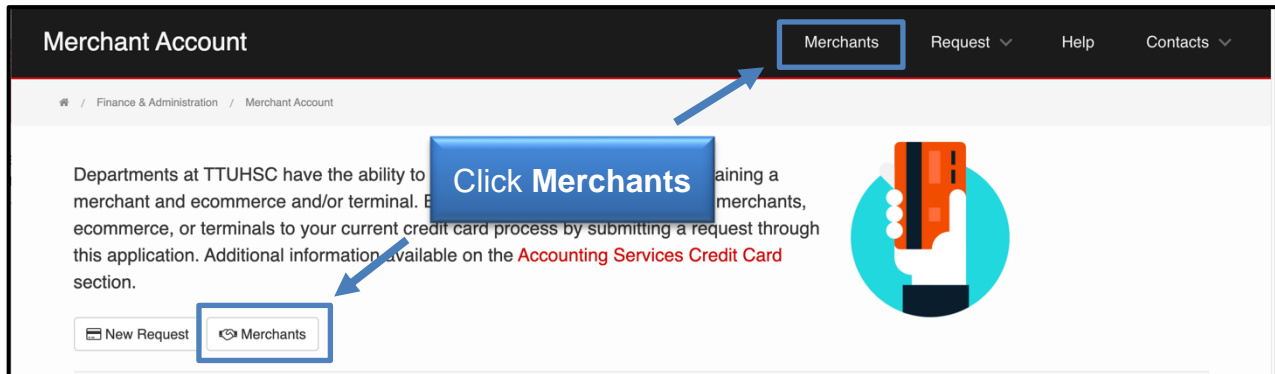 Merchant Account
Merchants Request Help Contacts
/ Finance & Administration / Merchant Account
Departments at TTUHSC have the ability to aining a
Click Merchants
merchant and ecommerce and/or terminal. merchants,
ecommerce, or terminals to your current credit card process by submitting a request through
this application. Additional information available on the Accounting Services Credit Card
section.
New Request Merchants